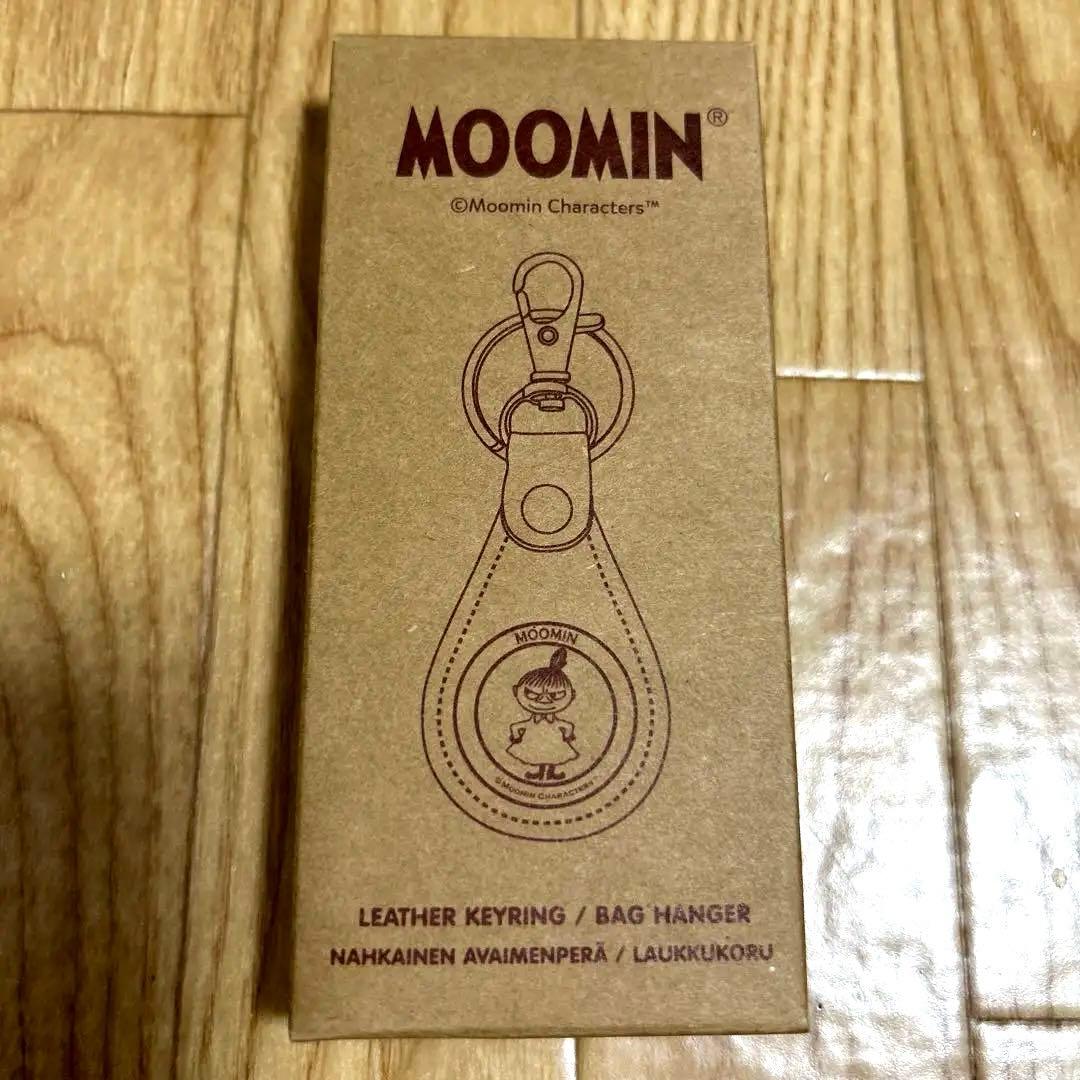 MOOMIN®
©Moomin Characters™
MOOMIN
©MOOMIN CHARACTERS™
LEATHER KEYRING / BAG HANGER
NAHKAINEN AVAIMENPERÄ / LAUKKUKORU